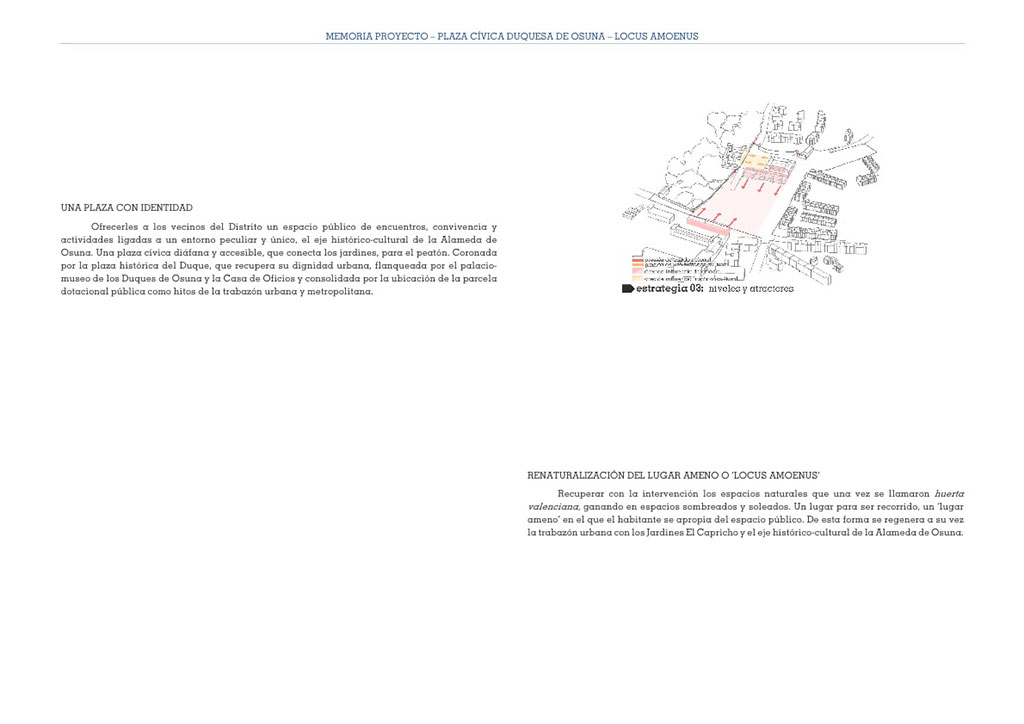 MEMORIA PROYECTO – PLAZA CÍVICA DUQUESA DE OSUNA – LOCUS AMOENUS
UNA PLAZA CON IDENTIDAD
Ofrecerles a los vecinos del Distrito un espacio público de encuentros, convivencia y
actividades ligadas a un entorno peculiar y único, el eje histórico-cultural de la Alameda de
Osuna. Una plaza cívica diáfana y accesible, que conecta los jardines, para el peatón. Coronada
por la plaza histórica del Duque, que recupera su dignidad urbana, flanqueada por el palacio-
museo de los Duques de Osuna y la Casa de Oficios y consolidada por la ubicación de la parcela
dotacional pública como hitos de la trabazón urbana y metropolitana.
estrategia 03: niveles y atractores
RENATURALIZACIÓN DEL LUGAR AMENO O 'LOCUS AMOENUS'
Recuperar con la intervención los espacios naturales que una vez se llamaron huerta
valenciana, ganando en espacios sombreados y soleados. Un lugar para ser recorrido, un 'lugar
ameno' en el que el habitante se apropia del espacio público. De esta forma se regenera a su vez
la trabazón urbana con los Jardines El Capricho y el eje histórico-cultural de la Alameda de Osuna.